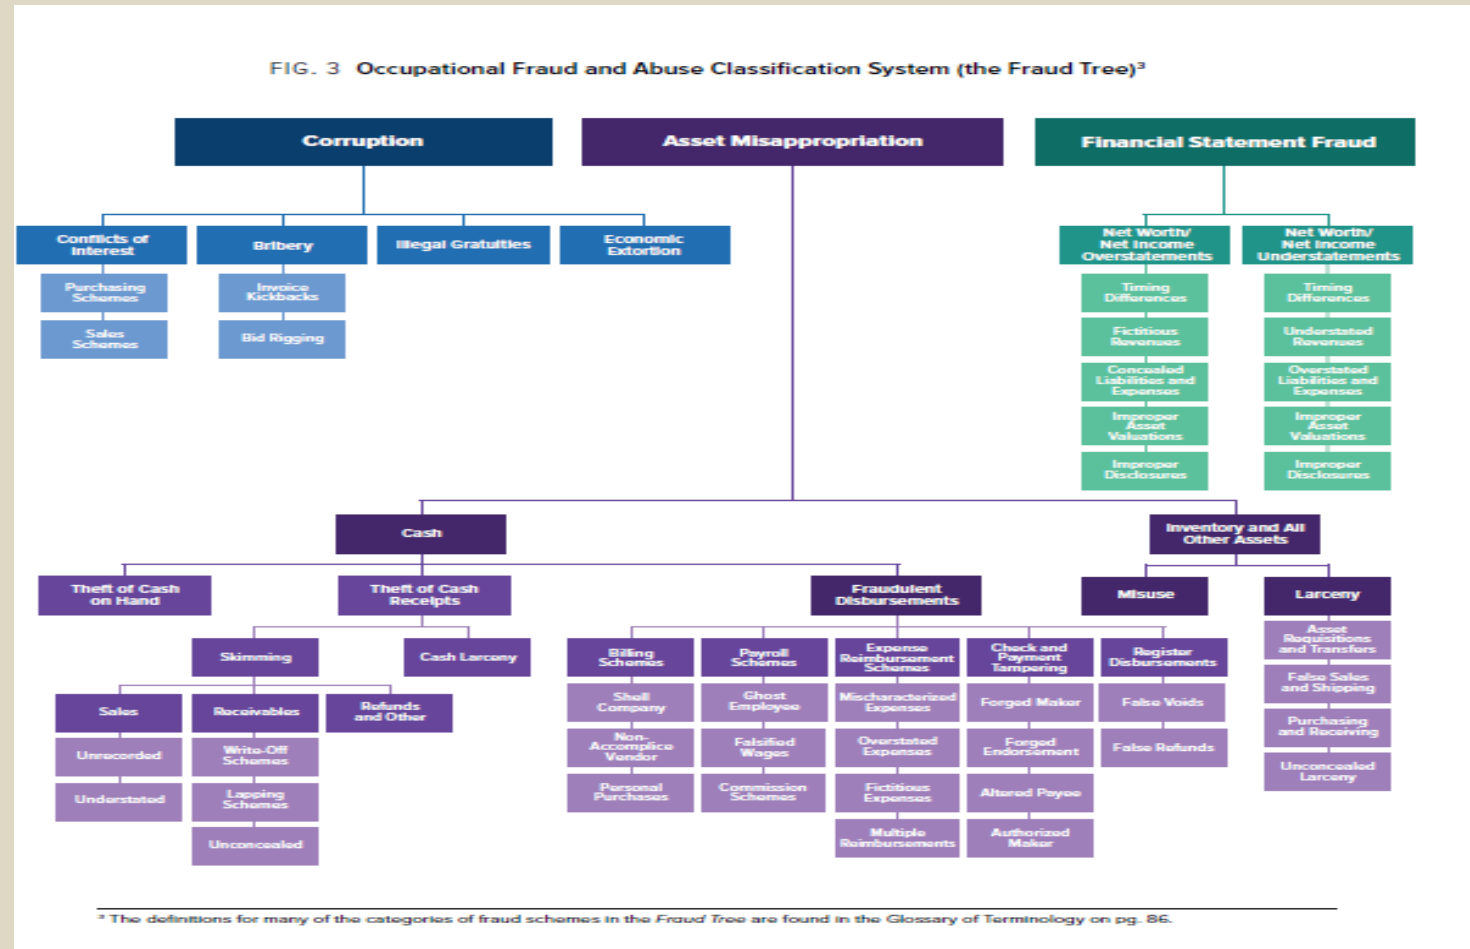 FIG. 3 Occupational Fraud and Abuse Classification System (the Fraud Tree)³
Corruption
Asset Misappropriation
Financial Statement Fraud
Conflicts of
Interest
Bribery
Illegal Gratuities
Economic
Extortion
Net Worth/
Net Income
Overstatements
Net Worth/
Net Income
Understatements
Purchasing
Schemes
Sales
Schemes
Invoice
Kickbacks
Bid Rigging
Timing
Differences
Fictitious
Revenues
Concealed
Liabilities and
Expenses
Improper
Asset
Valuations
Improper
Disclosures
Timing
Differences
Understated
Revenues
Overstated
Liabilities and
Expenses
Improper
Asset
Valuations
Improper
Disclosures
Cash
Inventory and All
Other Assets
Theft of Cash
on Hand
Theft of Cash
Receipts
Fraudulent
Disbursements
Misuse
Larceny
Skimming
Cash Larceny
Sales
Receivables
Refunds
and Other
Unrecorded
Understated
Write-Off
Schemes
Lapping
Schemes
Unconcealed
Billing
Schemes
Shell
Company
Non-
Accomplice
Vendor
Personal
Purchases
Payroll
Schemes
Ghost
Employee
Falsified
Wages
Commission
Schemes
Expense
Reimbursement
Schemes
Mischaracterized
Expenses
Overstated
Expenses
Fictitious
Expenses
Multiple
Reimbursements
Check and
Payment
Tampering
Forged Maker
Forged
Endorsement
Altered Payee
Authorized
Maker
Register
Disbursements
False Voids
False Refunds
Asset
Requisitions
and Transfers
False Sales
and Shipping
Purchasing
and Receiving
Unconcealed
Larceny
³ The definitions for many of the categories of fraud schemes in the Fraud Tree are found in the Glossary of Terminology on pg. 86.